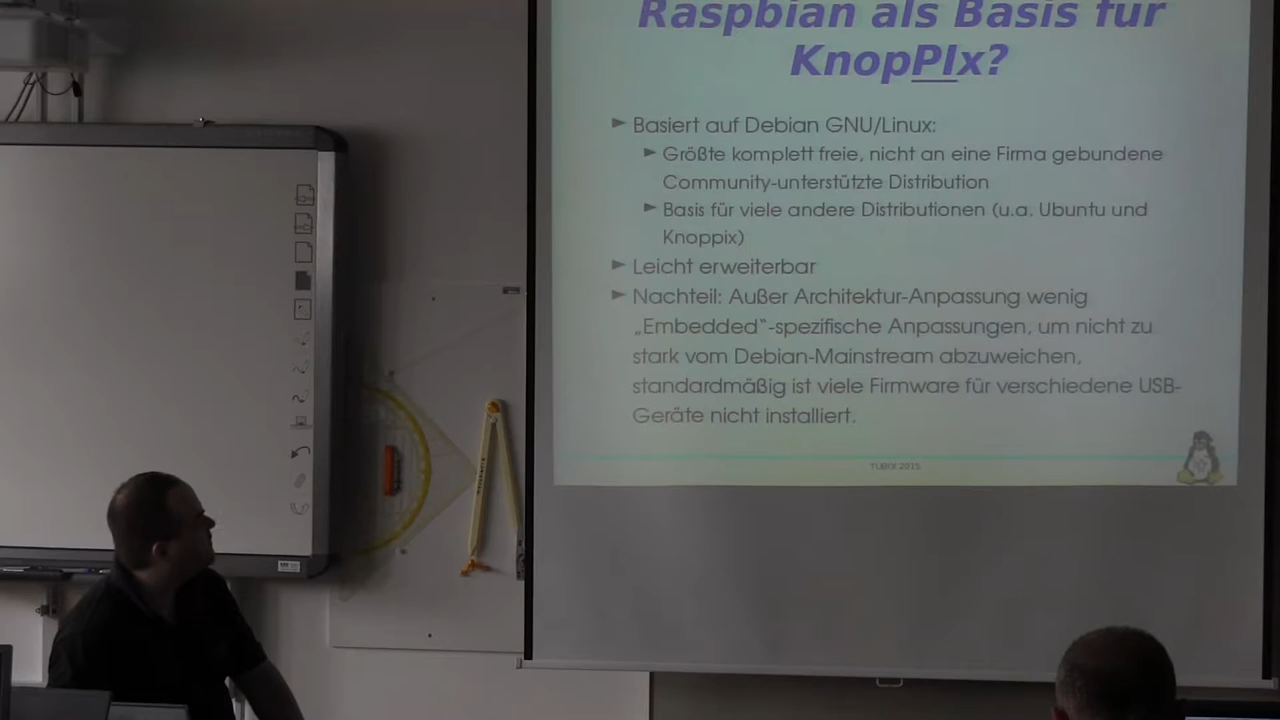 Raspbian als Basis für
KnopPIx?
Basiert auf Debian GNU/Linux:
Größte komplett freie, nicht an eine Firma gebundene
Community-unterstützte Distribution
Basis für viele andere Distributionen (u.a. Ubuntu und
Knoppix)
Leicht erweiterbar
Nachteil: Außer Architektur-Anpassung wenig
„Embedded“-spezifische Anpassungen, um nicht zu
stark vom Debian-Mainstream abzuweichen,
standardmäßig ist viele Firmware für verschiedene USB-
Geräte nicht installiert.
TÜBIX 2015